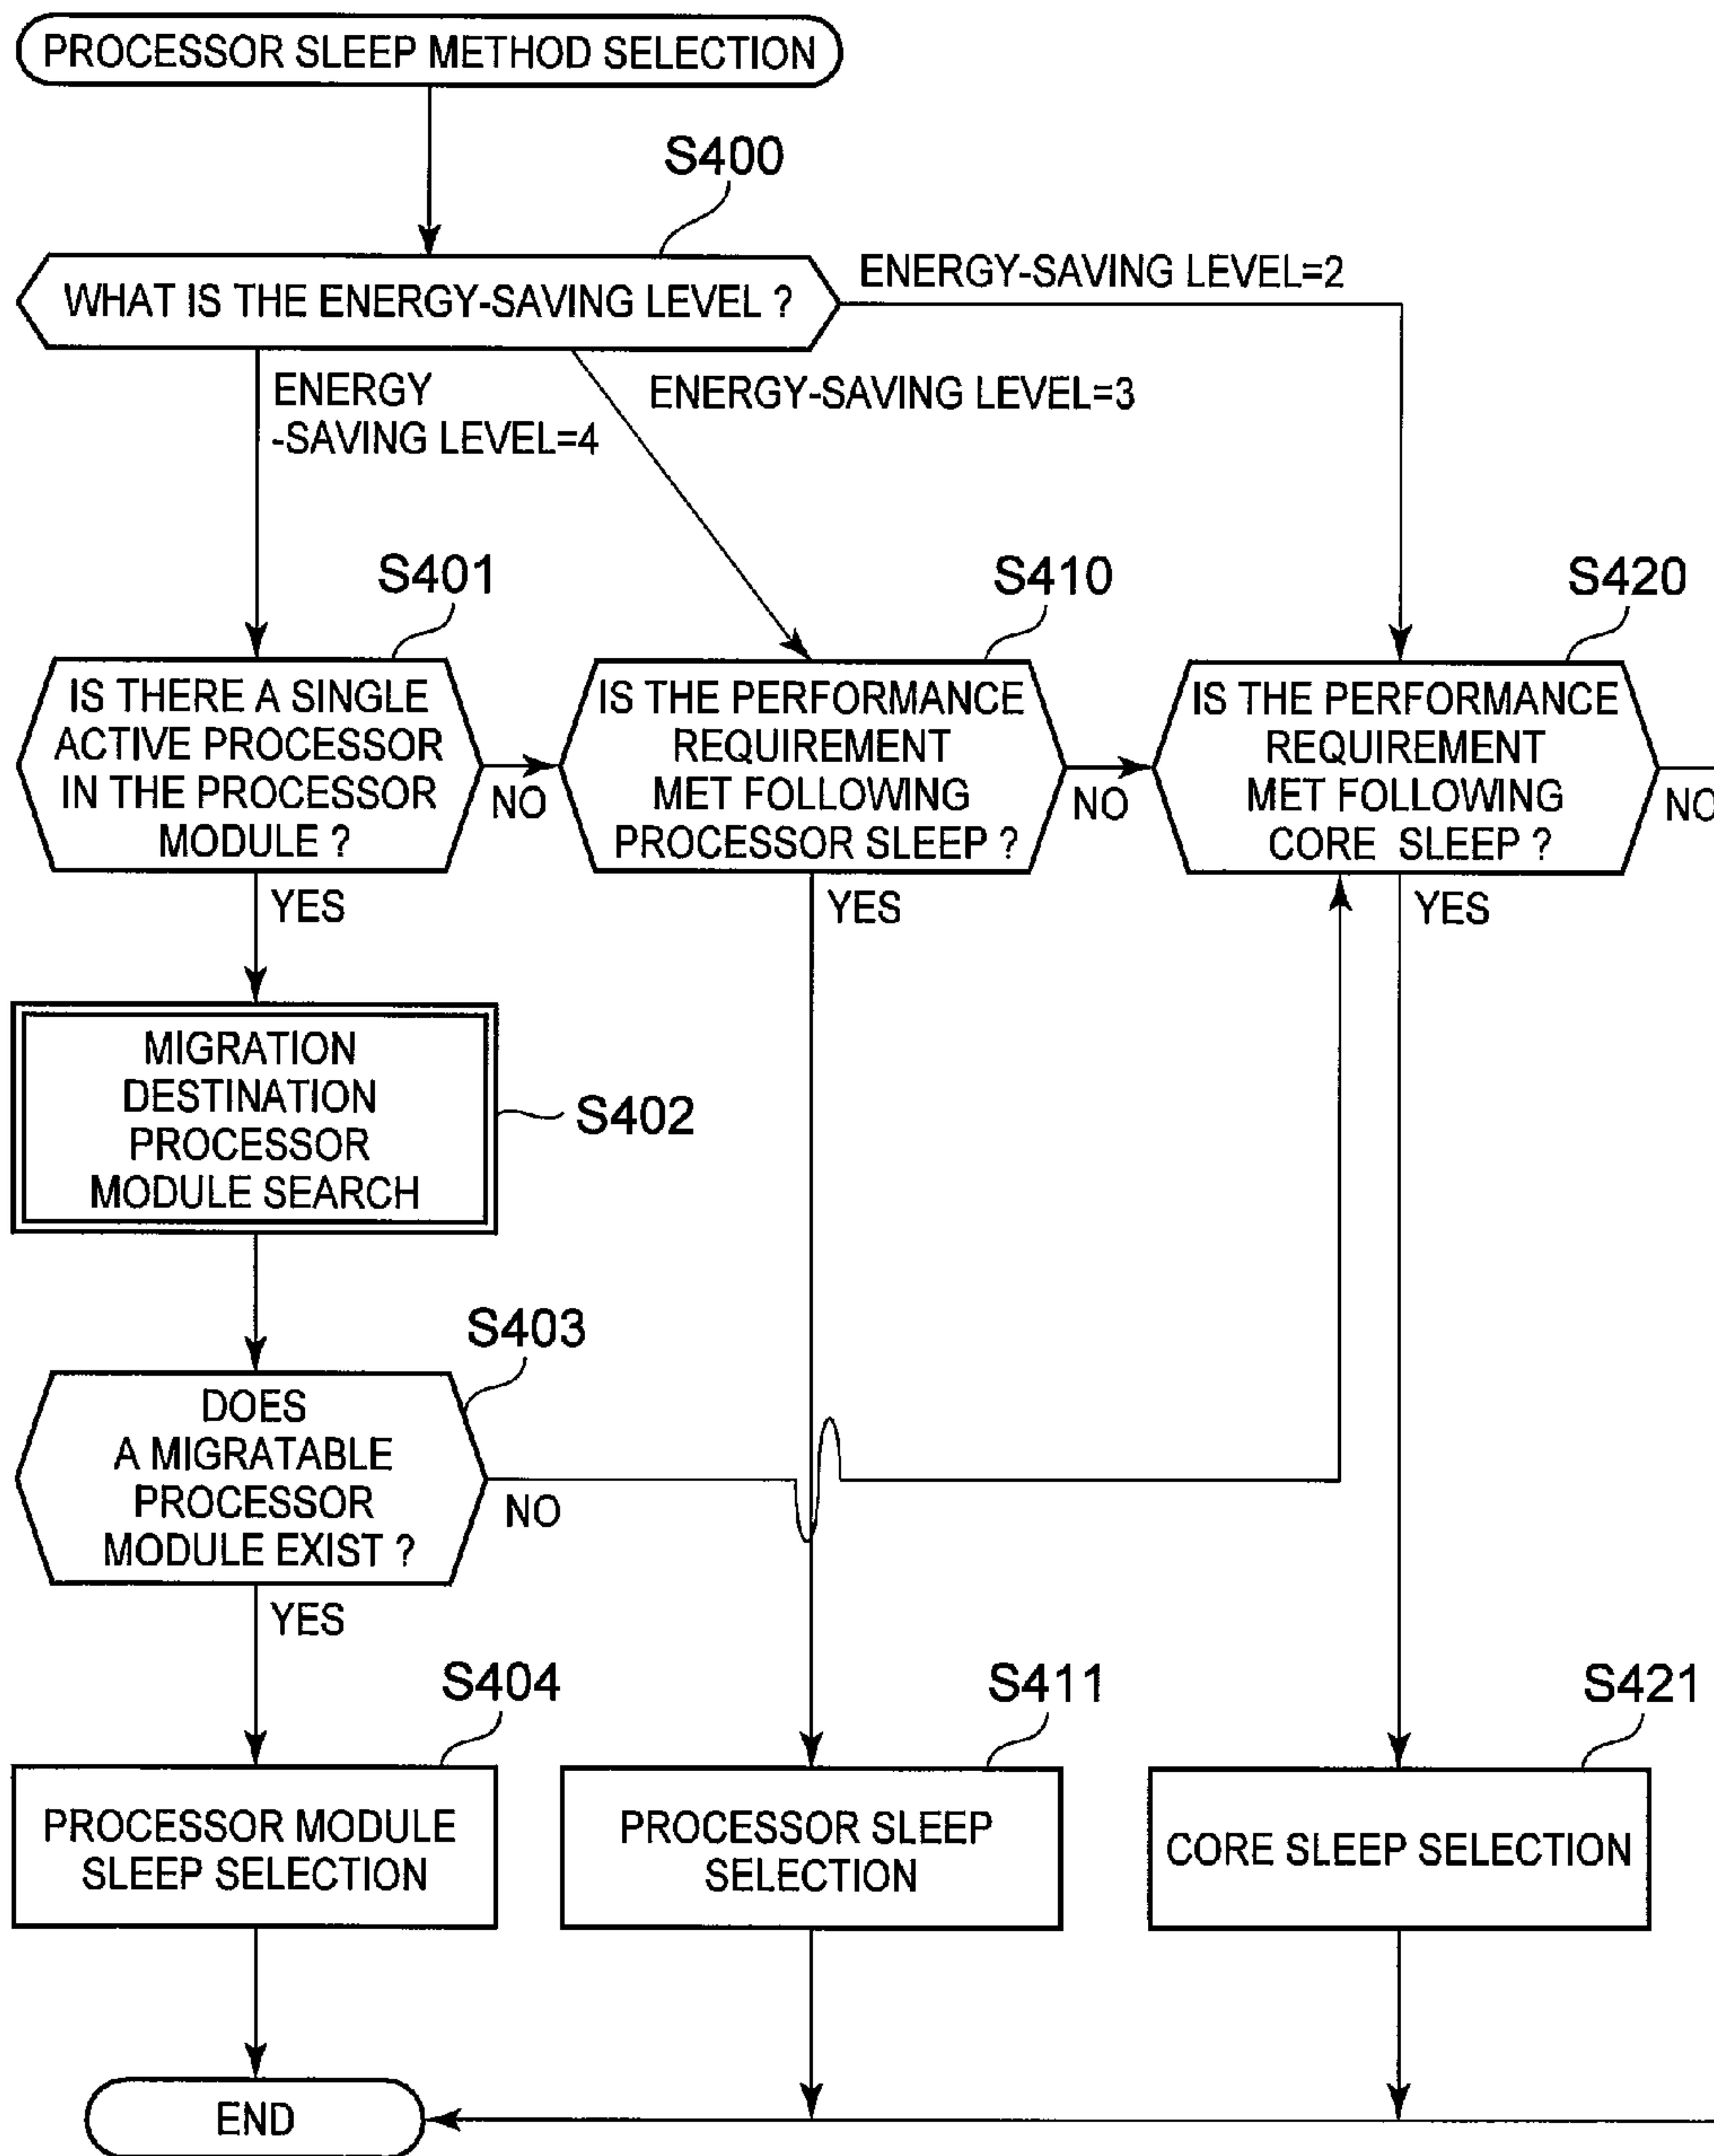 PROCESSOR SLEEP METHOD SELECTION
S400
WHAT IS THE ENERGY-SAVING LEVEL ?
ENERGY-SAVING LEVEL=2
ENERGY
-SAVING LEVEL=4
ENERGY-SAVING LEVEL=3
S401
IS THERE A SINGLE
ACTIVE PROCESSOR
IN THE PROCESSOR
MODULE ?
NO
YES
S410
IS THE PERFORMANCE
REQUIREMENT
MET FOLLOWING
PROCESSOR SLEEP ?
NO
YES
S420
IS THE PERFORMANCE
REQUIREMENT
MET FOLLOWING
CORE SLEEP ?
NO
YES
MIGRATION
DESTINATION
PROCESSOR
MODULE SEARCH
S402
S403
DOES
A MIGRATABLE
PROCESSOR
MODULE EXIST ?
NO
YES
S404
PROCESSOR MODULE
SLEEP SELECTION
S411
PROCESSOR SLEEP
SELECTION
S421
CORE SLEEP SELECTION
END